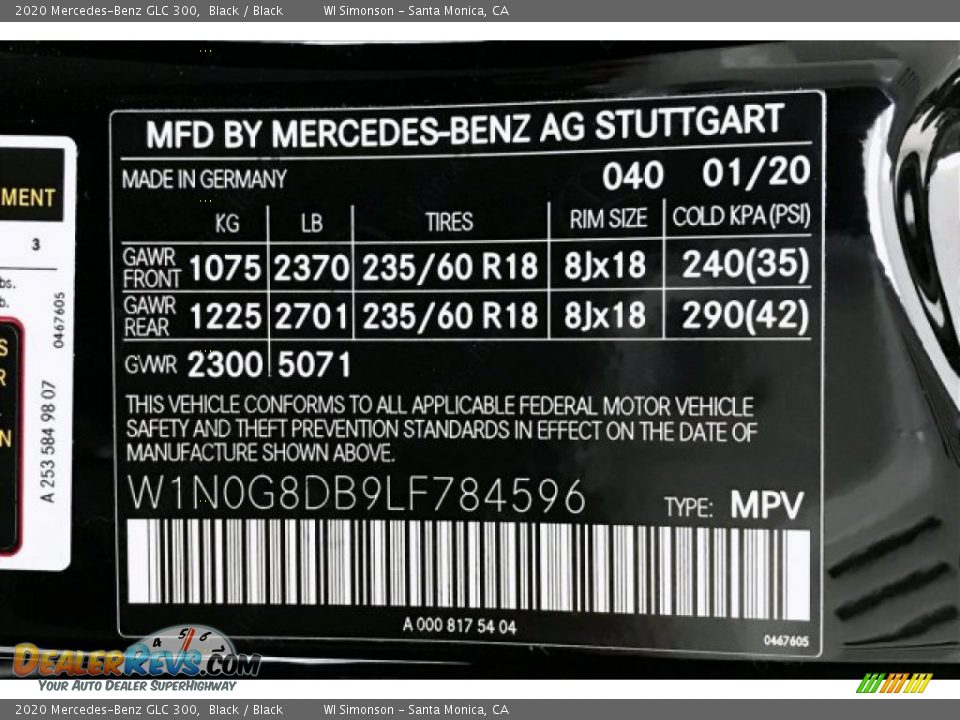 2020 Mercedes-Benz GLC 300, Black / Black WI Simonson - Santa Monica, CA
MFD BY MERCEDES-BENZ AG STUTTGART
MADE IN GERMANY 040 01/20
KG LB TIRES RIM SIZE COLD KPA(PSI)
GAWR FRONT 1075 2370 235/60 R18 8Jx18 240(35)
GAWR REAR 1225 2701 235/60 R18 8Jx18 290(42)
GVWR 2300 5071
THIS VEHICLE CONFORMS TO ALL APPLICABLE FEDERAL MOTOR VEHICLE
SAFETY AND THEFT PREVENTION STANDARDS IN EFFECT ON THE DATE OF
MANUFACTURE SHOWN ABOVE.
W1N0G8DB9LF784596 TYPE: MPV
A 000 817 54 04
0467605
MENT
3
bs.
b.
0467605
A 253 584 98 07
S
R
N
4 5 6
DEALERREVS.COM
YOUR AUTO DEALER SUPERHIGHWAY
2020 Mercedes-Benz GLC 300, Black / Black WI Simonson - Santa Monica, CA